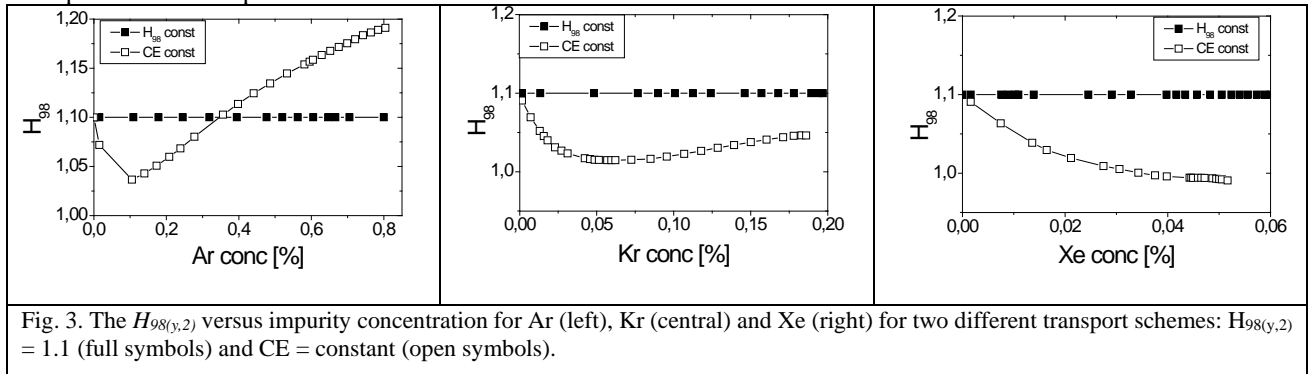 1,20
1,15
1,10
1,05
1,00
H98
H98 const
CE const
0,0 0,2 0,4 0,6 0,8
Ar conc [%]
1,2
1,1
1,0
H98
H98 const
CE const
0,00 0,05 0,10 0,15 0,20
Kr conc [%]
1,2
1,1
1,0
H98
H98 const
CE const
0,00 0,02 0,04 0,06
Xe conc [%]
Fig. 3. The H98(y,2) versus impurity concentration for Ar (left), Kr (central) and Xe (right) for two different transport schemes: H98(y,2)
= 1.1 (full symbols) and CE = constant (open symbols).